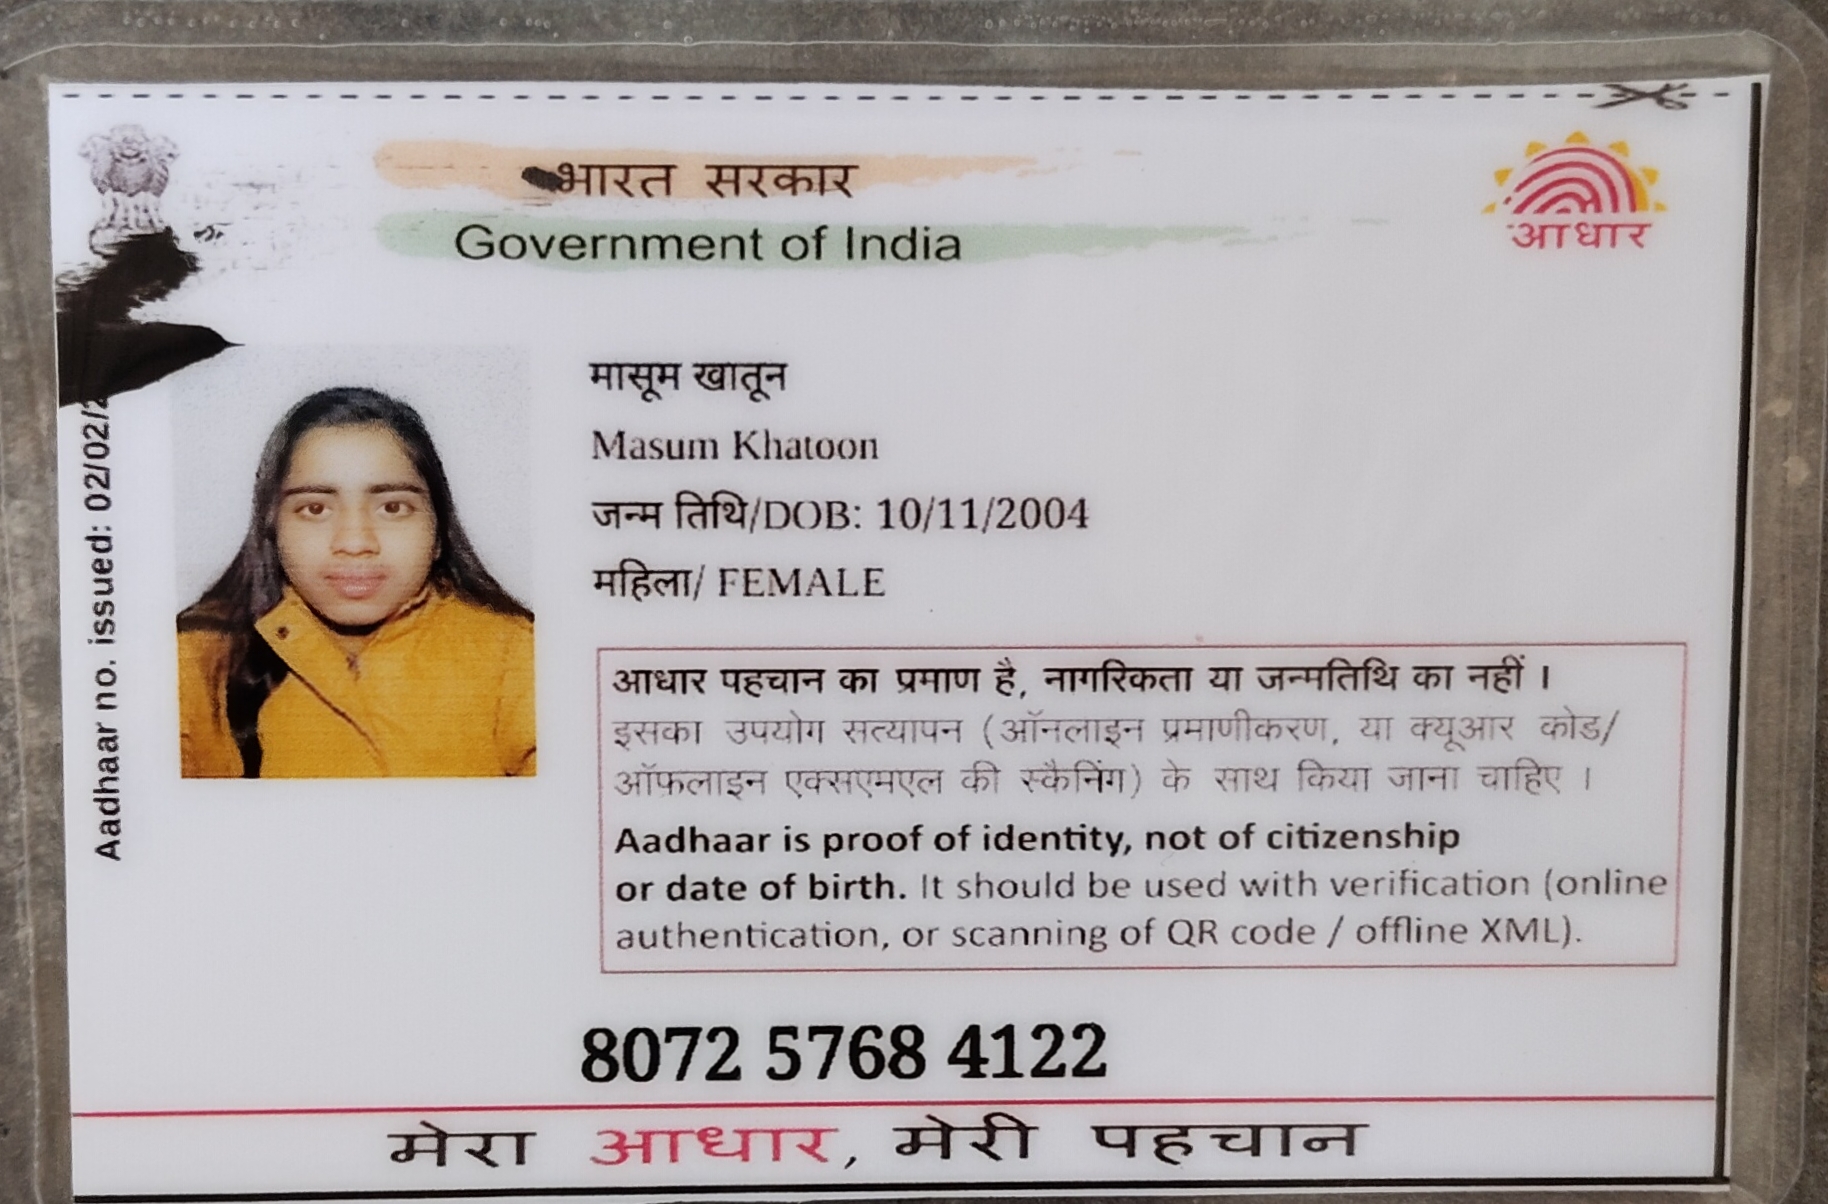 भारत सरकार
Government of India
आधार
Aadhaar no. issued: 02/02/2
मासूम खातून
Masum Khatoon
जन्म तिथि/DOB: 10/11/2004
महिला/ FEMALE
आधार पहचान का प्रमाण है, नागरिकता या जन्मतिथि का नहीं ।
इसका उपयोग सत्यापन (ऑनलाइन प्रमाणीकरण, या क्यूआर कोड/
ऑफ़लाइन एक्सएमएल की स्कैनिंग) के साथ किया जाना चाहिए ।
Aadhaar is proof of identity, not of citizenship
or date of birth. It should be used with verification (online
authentication, or scanning of QR code / offline XML).
8072 5768 4122
मेरा आधार, मेरी पहचान